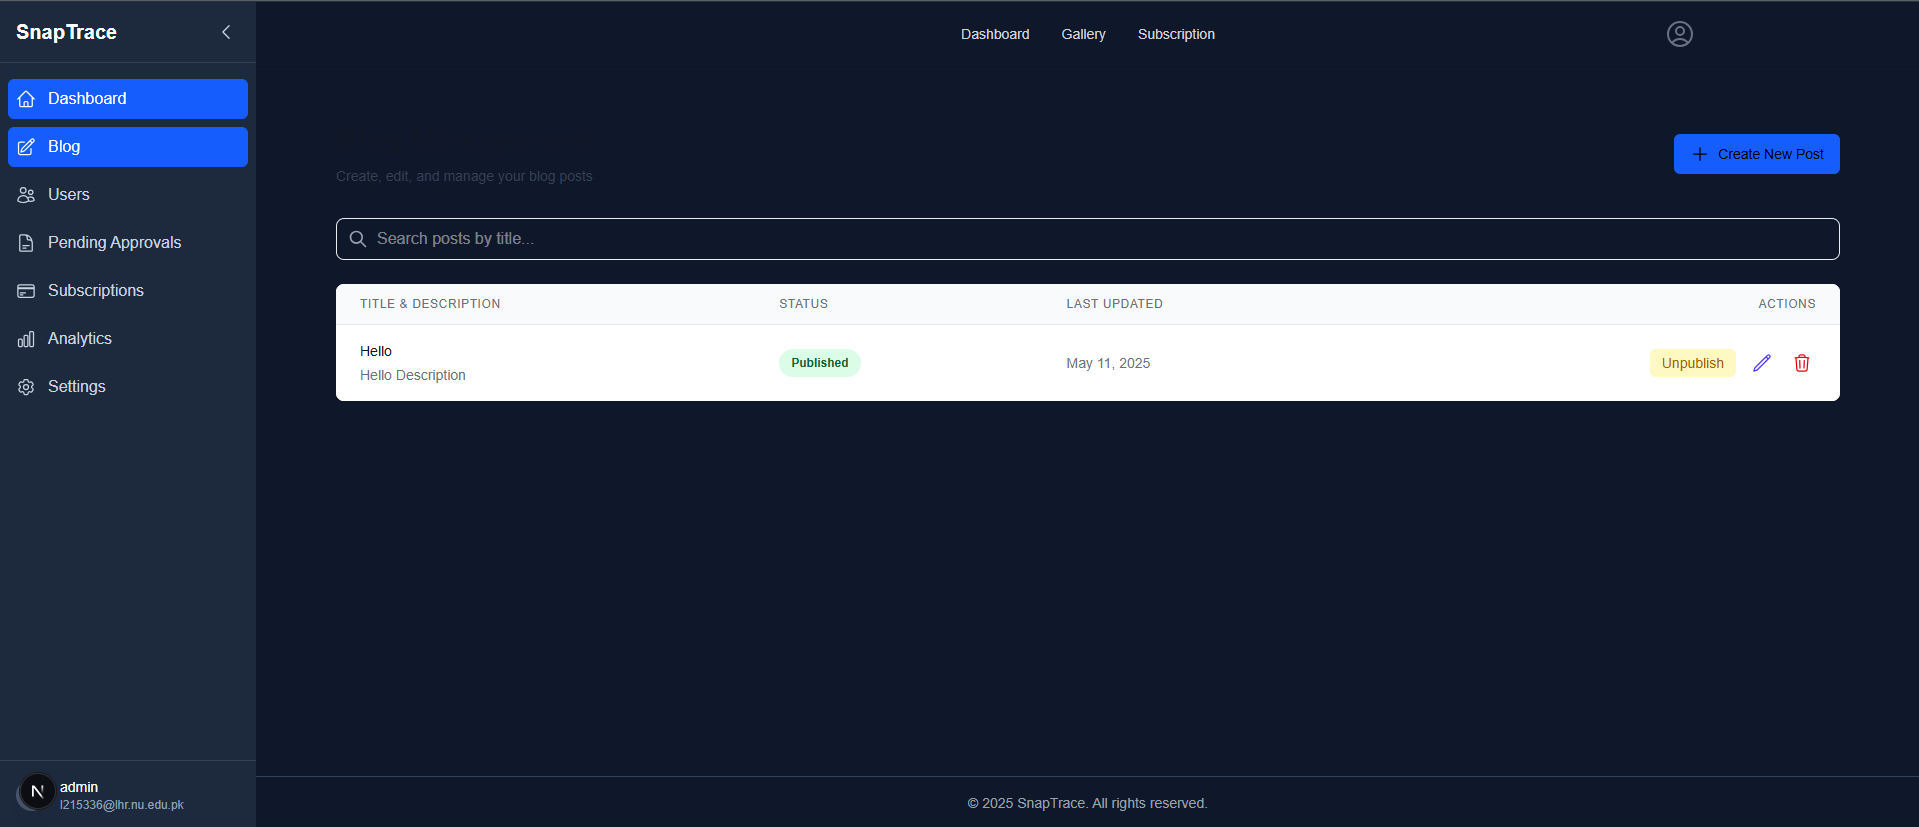 SnapTrace
Dashboard
Blog
Users
Pending Approvals
Subscriptions
Analytics
Settings
N
admin
l215336@lhr.nu.edu.pk
Dashboard Gallery Subscription
Create, edit, and manage your blog posts
Create New Post
Search posts by title...
TITLE & DESCRIPTION STATUS LAST UPDATED ACTIONS
Hello
Hello Description
Published
May 11, 2025
Unpublish
© 2025 SnapTrace. All rights reserved.